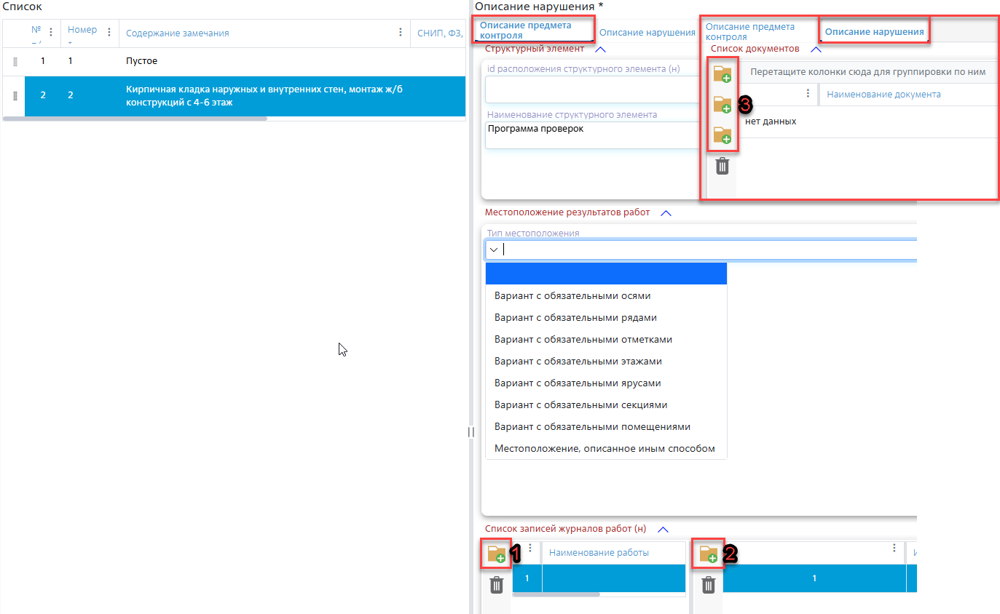 Список
№
Номер
Содержание замечания
СНИП, ФЗ,
1
1
Пустое
2
2
Кирпичная кладка наружных и внутренних стен, монтаж ж/б
конструкций с 4-6 этаж
Описание нарушения *
Описание предмета
контроля
Описание нарушения
Структурный элемент
id расположения структурного элемента (н)
Наименование структурного элемента
Программа проверок
Описание предмета
контроля
Описание нарушения
Список документов
Перетащите колонки сюда для группировки по ним
3
Наименование документа
нет данных
Местоположение результатов работ
Тип местоположения
Вариант с обязательными осями
Вариант с обязательными рядами
Вариант с обязательными отметками
Вариант с обязательными этажами
Вариант с обязательными ярусами
Вариант с обязательными секциями
Вариант с обязательными помещениями
Местоположение, описанное иным способом
Список записей журналов работ (н)
1
Наименование работы
2
1
1